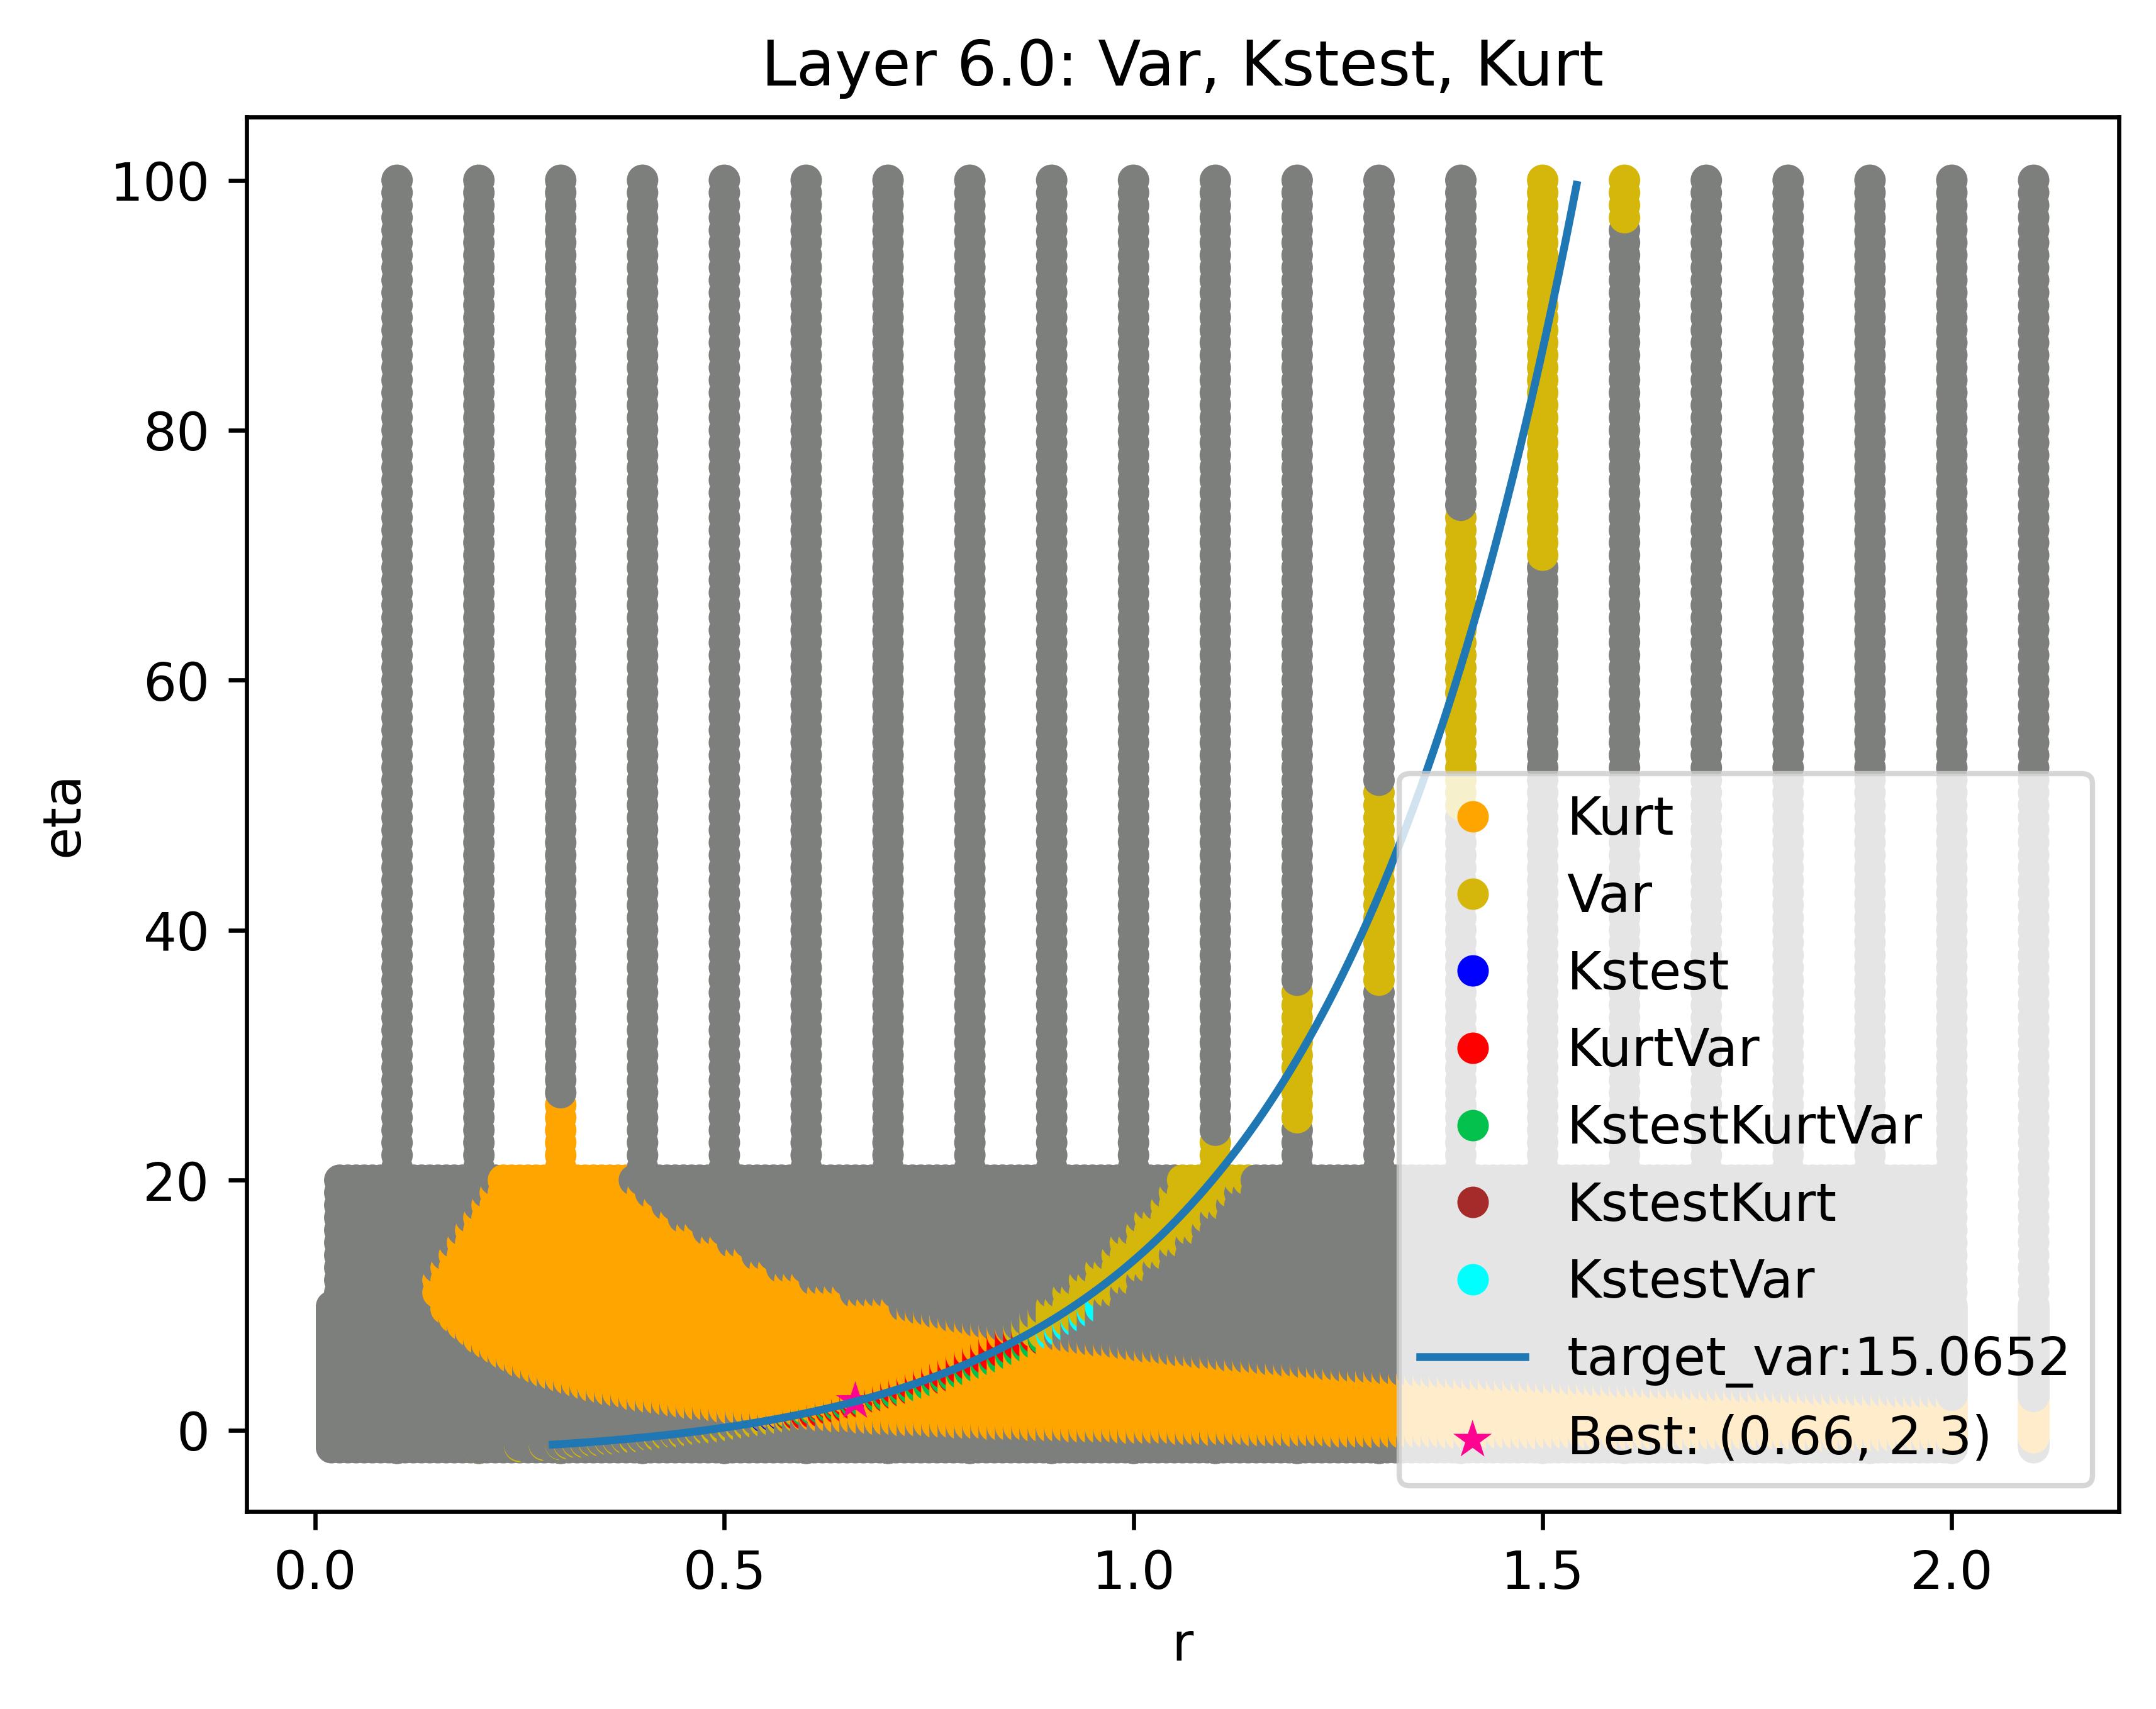 Layer 6.0: Var, Kstest, Kurt
100
80
60
40
20
0
eta
Kurt
Var
Kstest
KurtVar
KstestKurtVar
KstestKurt
KstestVar
target_var:15.0652
Best: (0.66, 2.3)
0.0 0.5 1.0 1.5 2.0
r